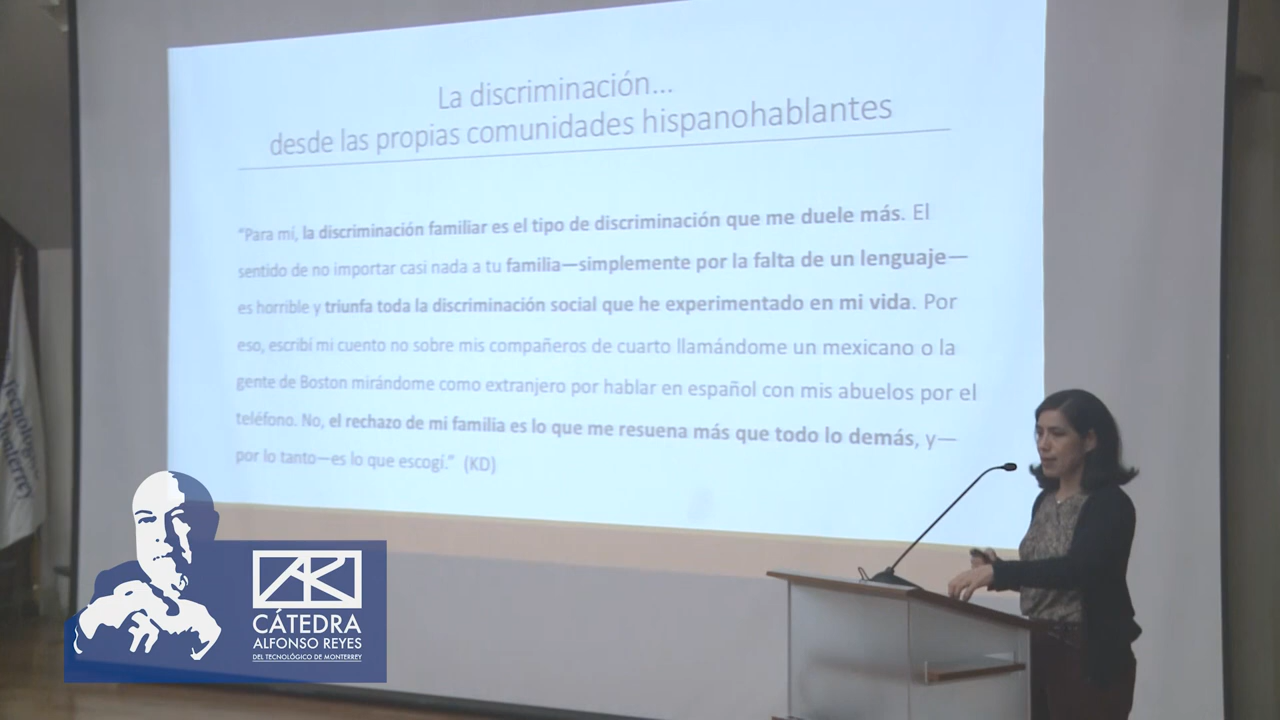 La discriminación...
desde las propias comunidades hispanohablantes
“Para mí, la discriminación familiar es el tipo de discriminación que me duele más. El
sentido de no importar casi nada a tu familia—simplemente por la falta de un lenguaje—
es horrible y triunfa toda la discriminación social que he experimentado en mi vida. Por
eso, escribí mi cuento no sobre mis compañeros de cuarto llamándome un mexicano o la
gente de Boston mirándome como extranjero por hablar en español con mis abuelos por el
teléfono. No, el rechazo de mi familia es lo que me resuena más que todo lo demás, y—
por lo tanto—es lo que escogí.” (KD)
Tecnológico
Monterrey
AR
CÁTEDRA
ALFONSO REYES
DEL TECNOLÓGICO DE MONTERREY